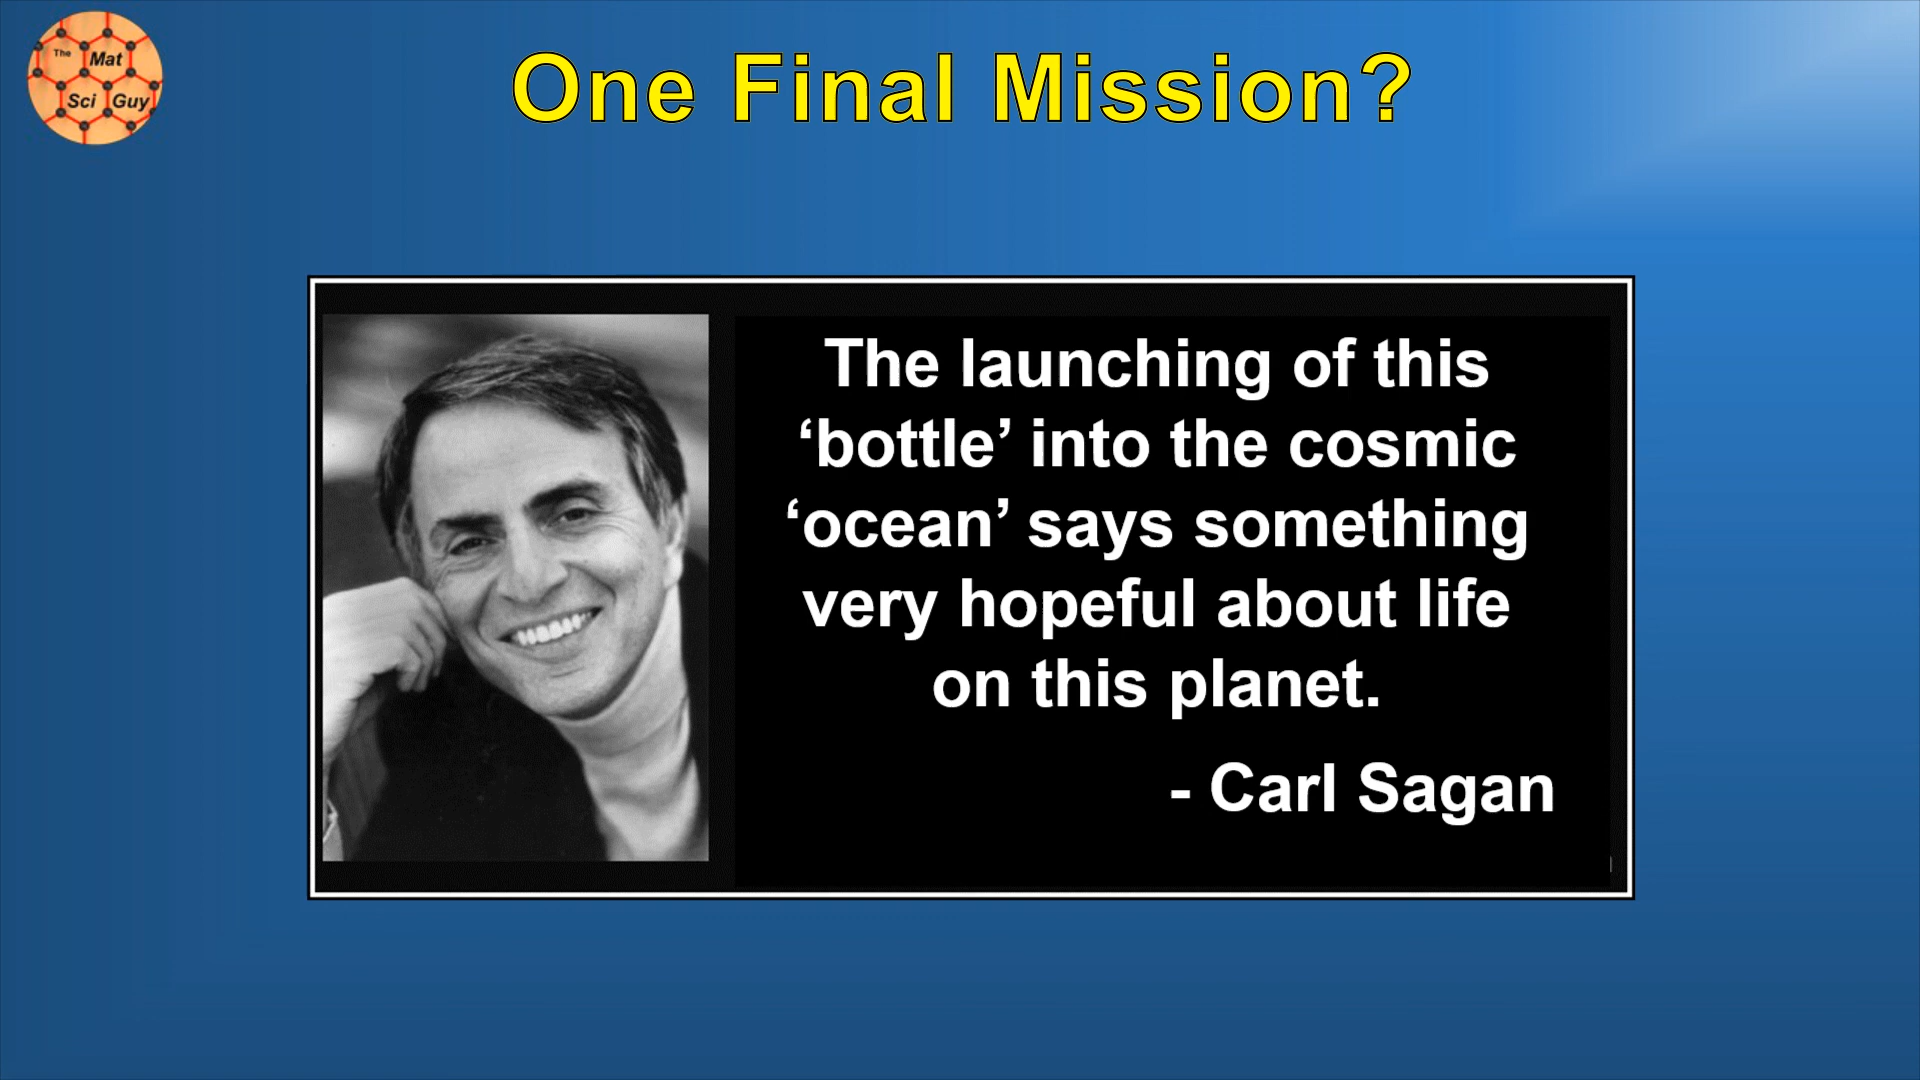 The
Mat
Sci Guy
One Final Mission?
The launching of this
‘bottle’ into the cosmic
‘ocean’ says something
very hopeful about life
on this planet.
- Carl Sagan